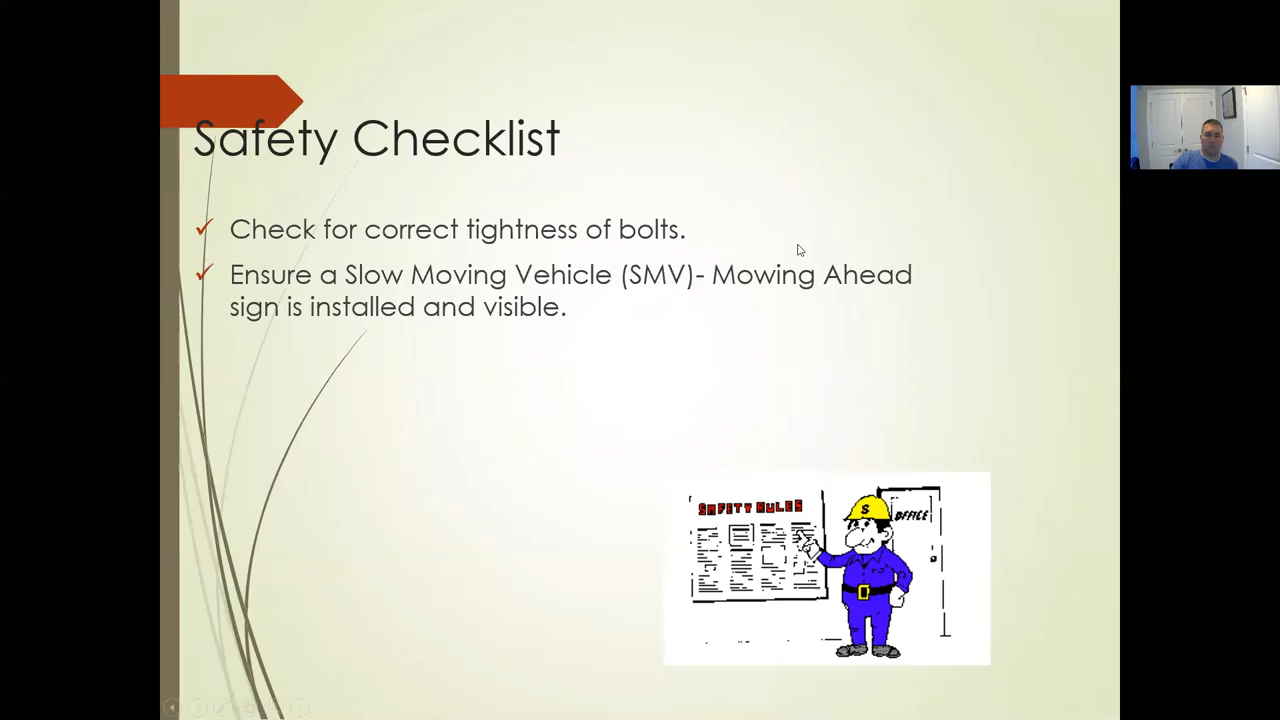 Safety Checklist
Check for correct tightness of bolts.
Ensure a Slow Moving Vehicle (SMV)- Mowing Ahead
sign is installed and visible.
SAFETY RULES
S
OFFICE